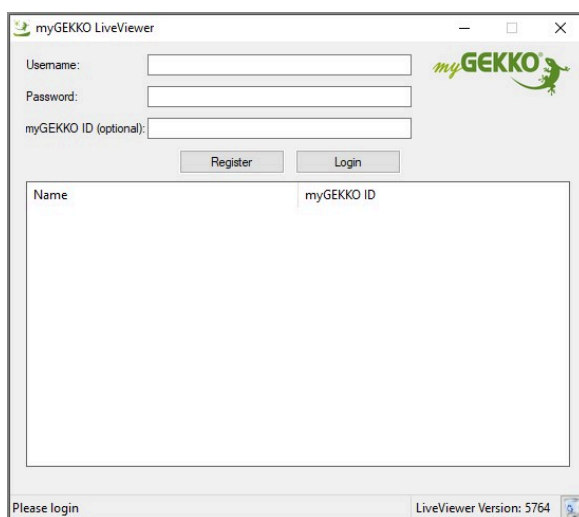 myGEKKO LiveViewer
Username:
myGEKKO
Password:
myGEKKO ID (optional):
Register Login
Name myGEKKO ID
Please login LiveViewer Version: 5764